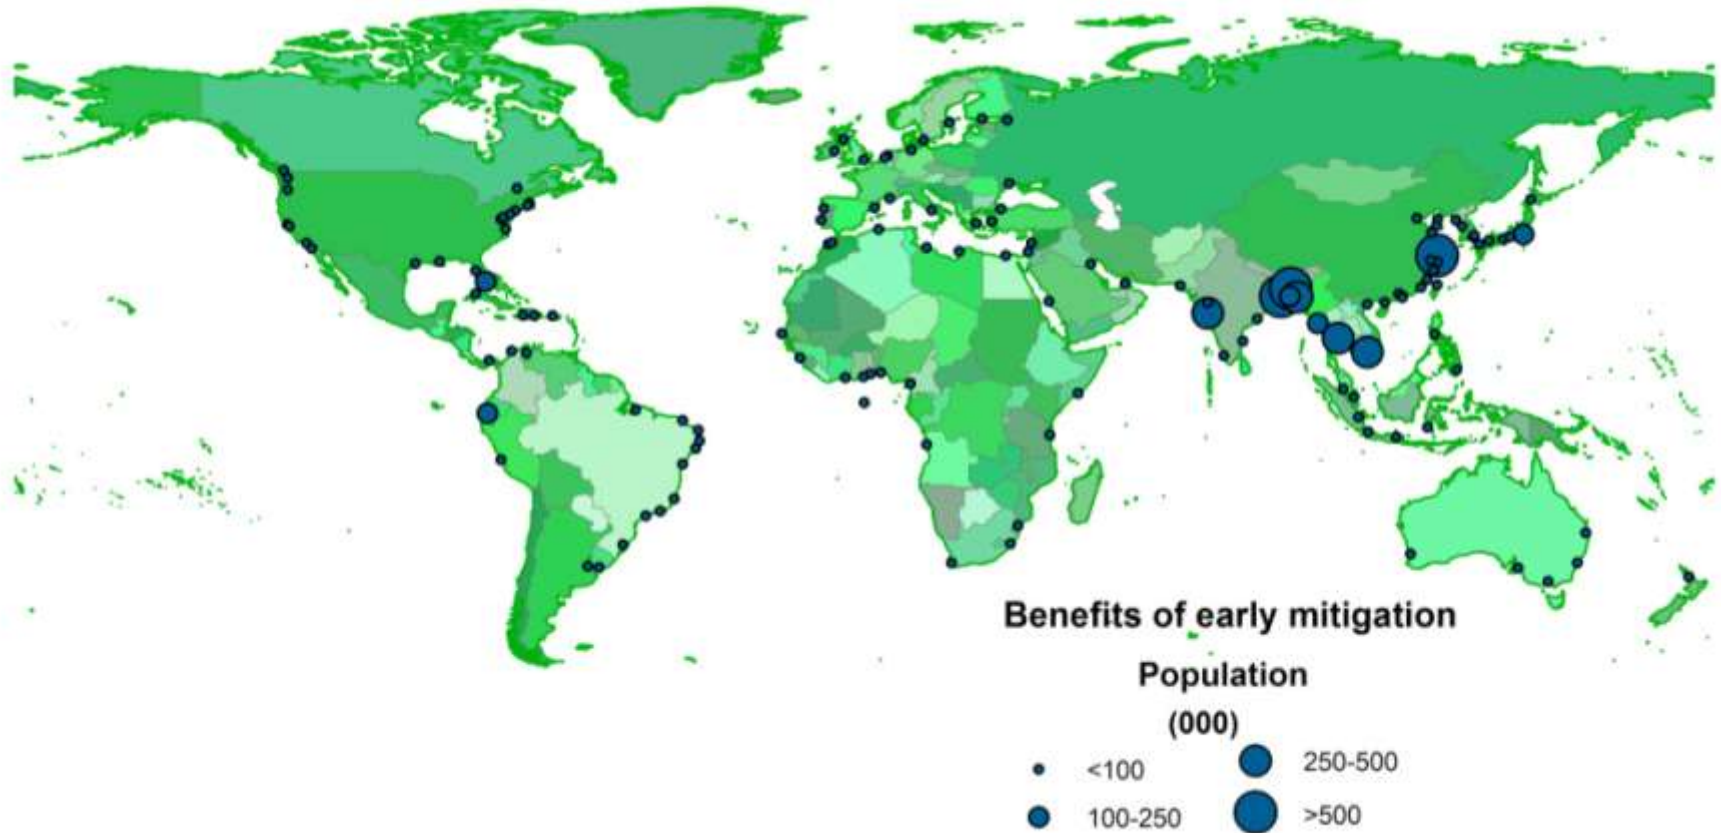 Benefits of early mitigation
Population
(000)
<100
250-500
100-250
>500